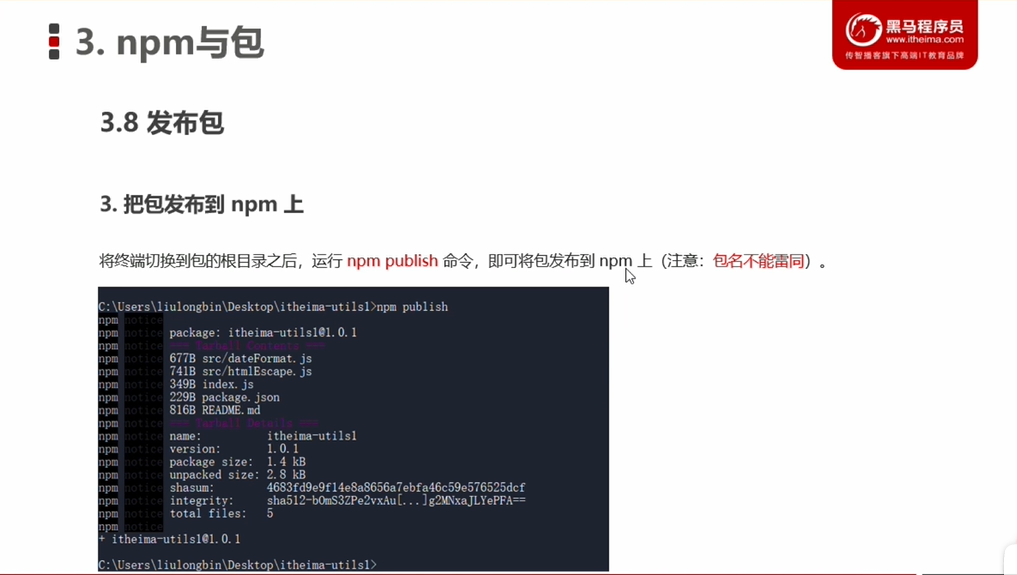 3. npm与包
黑马程序员
www.itheima.com
传智播客旗下高端IT教育品牌
3.8 发布包
3. 把包发布到 npm 上
将终端切换到包的根目录之后，运行 npm publish 命令，即可将包发布到 npm 上（注意：包名不能雷同）。
C:\Users\liulongbin\Desktop\itheima-utils1>npm publish
npm notice
npm notice package: itheima-utils1@1.0.1
npm notice === Tarball Contents ===
npm notice 677B src/dateFormat.js
npm notice 741B src/htmlEscape.js
npm notice 349B index.js
npm notice 229B package.json
npm notice 816B README.md
npm notice === Tarball Details ===
npm notice name: itheima-utils1
npm notice version: 1.0.1
npm notice package size: 1.4 kB
npm notice unpacked size: 2.8 kB
npm notice shasum: 4683fd9e9f14e8a8656a7ebfa46c59e576525dcf
npm notice integrity: sha512-bOmS3ZPe2vxAu[...]g2MNxaJLYePFA==
npm notice total files: 5
npm notice
+ itheima-utils1@1.0.1
C:\Users\liulongbin\Desktop\itheima-utils1>